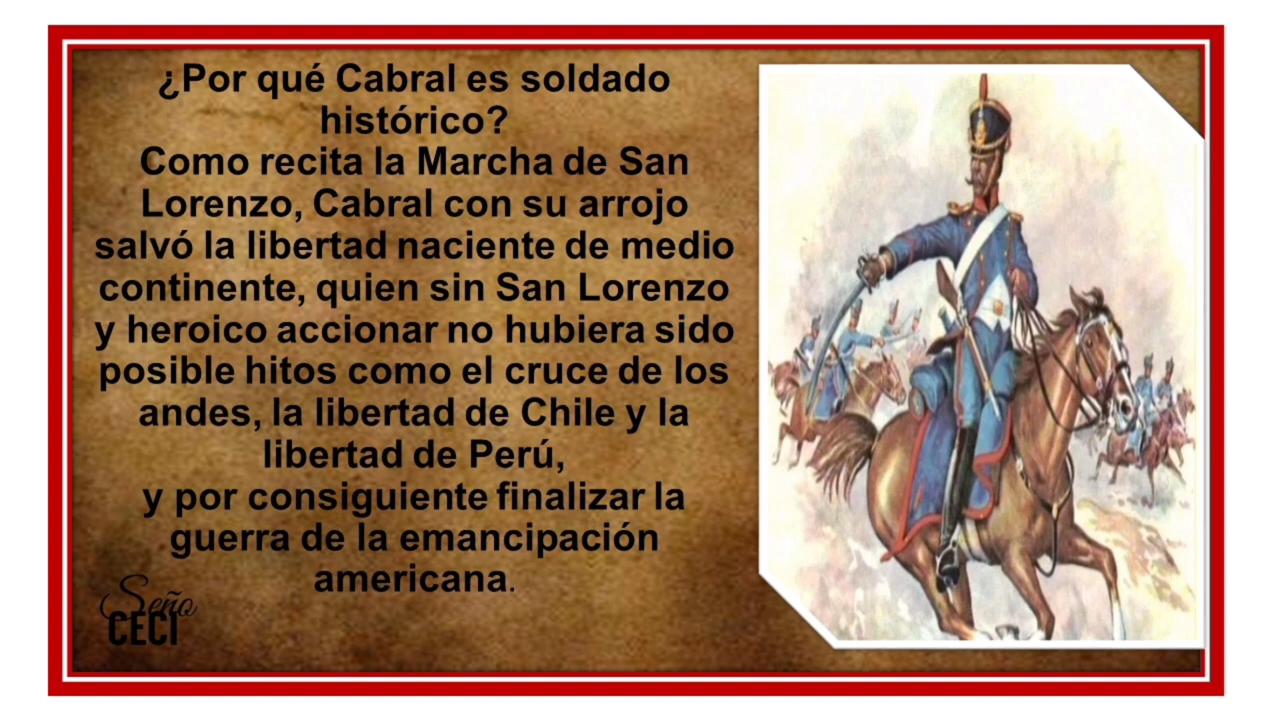 ¿Por qué Cabral es soldado
histórico?
Como recita la Marcha de San
Lorenzo, Cabral con su arrojo
salvó la libertad naciente de medio
continente, quien sin San Lorenzo
y heroico accionar no hubiera sido
posible hitos como el cruce de los
andes, la libertad de Chile y la
libertad de Perú,
y por consiguiente finalizar la
guerra de la emancipación
americana.
Seño
CECI